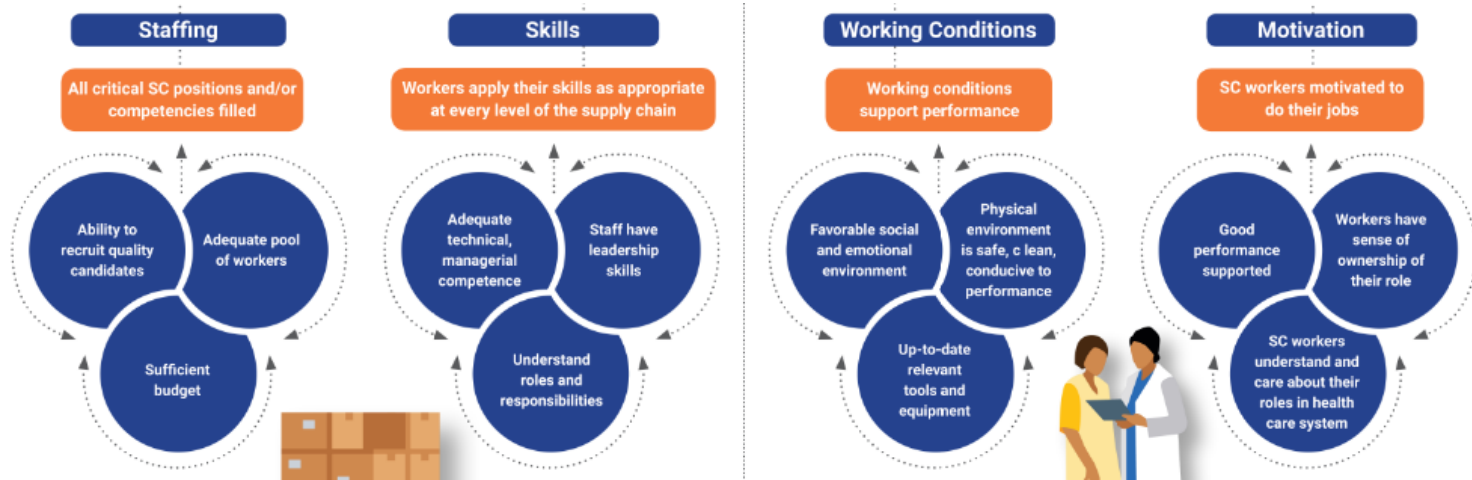 Staffing
All critical SC positions and/or
competencies filled
Ability to
recruit quality
candidates
Adequate pool
of workers
Sufficient
budget
Skills
Workers apply their skills as appropriate
at every level of the supply chain
Adequate
technical,
managerial
competence
Staff have
leadership
skills
Understand
roles and
responsibilities
Working Conditions
Working conditions
support performance
Favorable social
and emotional
environment
Physical
environment
is safe, c lean,
conducive to
performance
Up-to-date
relevant
tools and
equipment
Motivation
SC workers motivated to
do their jobs
Good
performance
supported
Workers have
sense of
ownership of
their role
SC workers
understand and
care about their
roles in health
care system